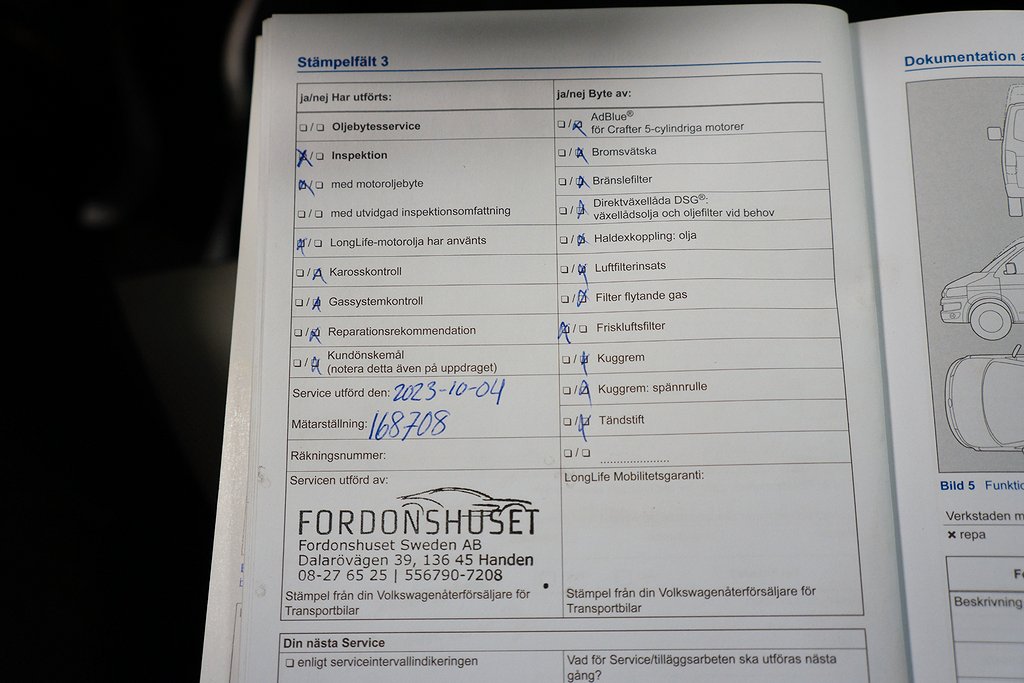 Stämpelfält 3
ja/nej Har utförts:
❏ / ❏ Oljebytesservice
❏ / ❏ Inspektion
❏ / ❏ med motoroljebyte
❏ / ❏ med utvidgad inspektionsomfattning
❏ / ❏ LongLife-motorolja har använts
❏ / ❏ Karosskontroll
❏ / ❏ Gassystemkontroll
❏ / ❏ Reparationsrekommendation
❏ / ❏ Kundönskemål
(notera detta även på uppdraget)
Service utförd den: 2023-10-04
Mätarställning: 168708
Räkningsnummer:
Servicen utförd av:
FORDONSHUSET
Fordonshuset Sweden AB
Dalarövägen 39, 136 45 Handen
08-27 65 25 | 556790-7208
Stämpel från din Volkswagenåterförsäljare för
Transportbilar
ja/nej Byte av:
❏ / ❏ AdBlue®
för Crafter 5-cylindriga motorer
❏ / ❏ Bromsvätska
❏ / ❏ Bränslefilter
❏ / ❏ Direktväxellåda DSG®:
växellådsolja och oljefilter vid behov
❏ / ❏ Haldexkoppling: olja
❏ / ❏ Luftfilterinsats
❏ / ❏ Filter flytande gas
❏ / ❏ Friskluftsfilter
❏ / ❏ Kuggrem
❏ / ❏ Kuggrem: spännrulle
❏ / ❏ Tändstift
❏ / ❏ ......................
LongLife Mobilitetsgaranti:
Stämpel från din Volkswagenåterförsäljare för
Transportbilar
Din nästa Service
❏ enligt serviceintervallindikeringen
Vad för Service/tilläggsarbeten ska utföras nästa
gång?
Dokumentation
Bild 5
Verkstaden
✖ repa
Beskrivning